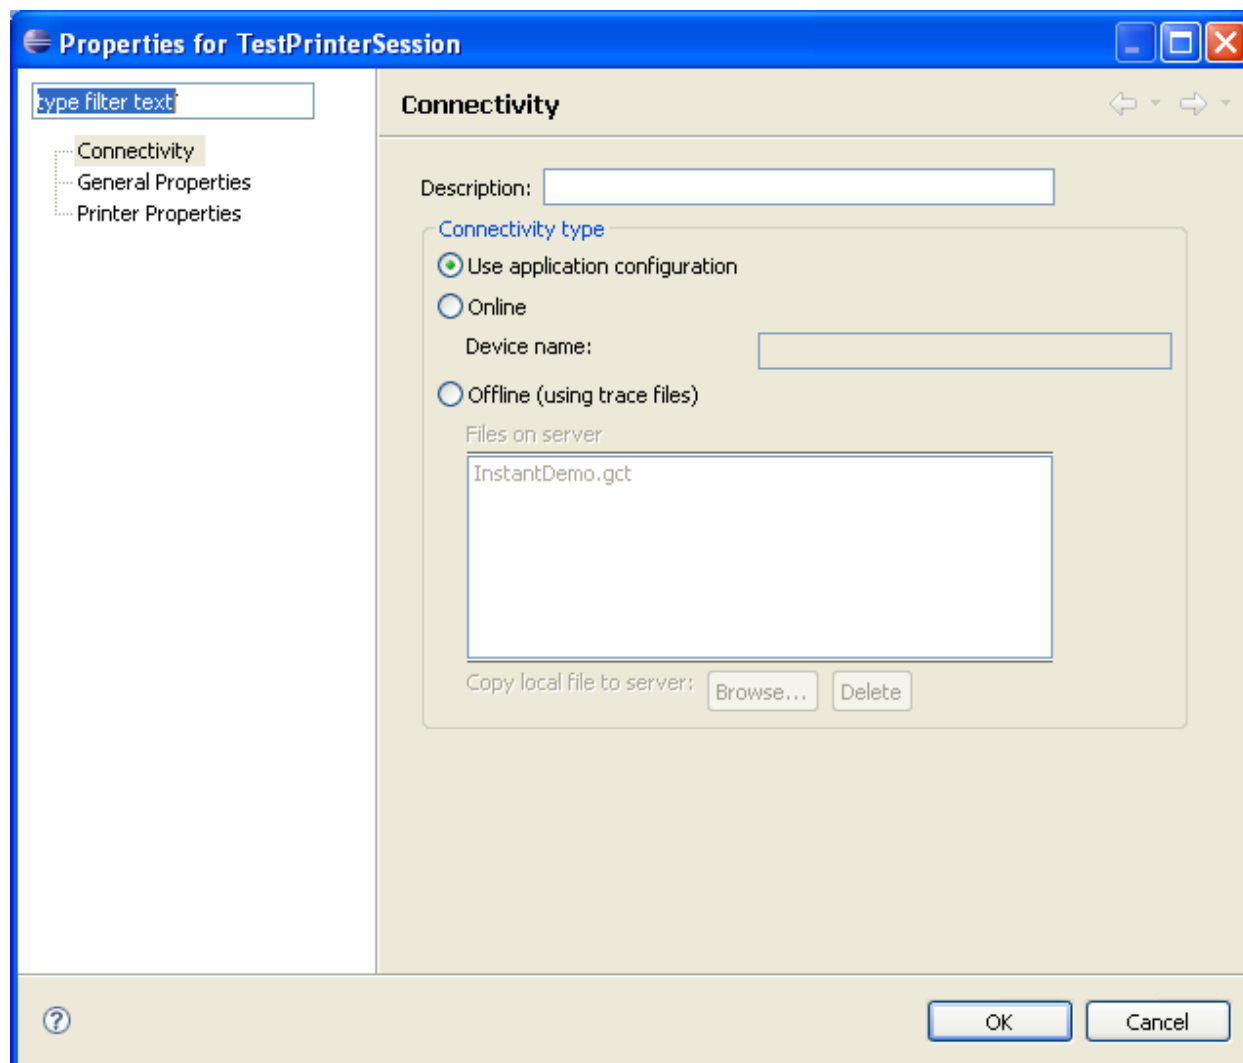 Properties for TestPrinterSession
type filter text
Connectivity
General Properties
Printer Properties
Connectivity
Description:
Connectivity type
Use application configuration
Online
Device name:
Offline (using trace files)
Files on server
InstantDemo.gct
Copy local file to server: Browse... Delete
? OK Cancel